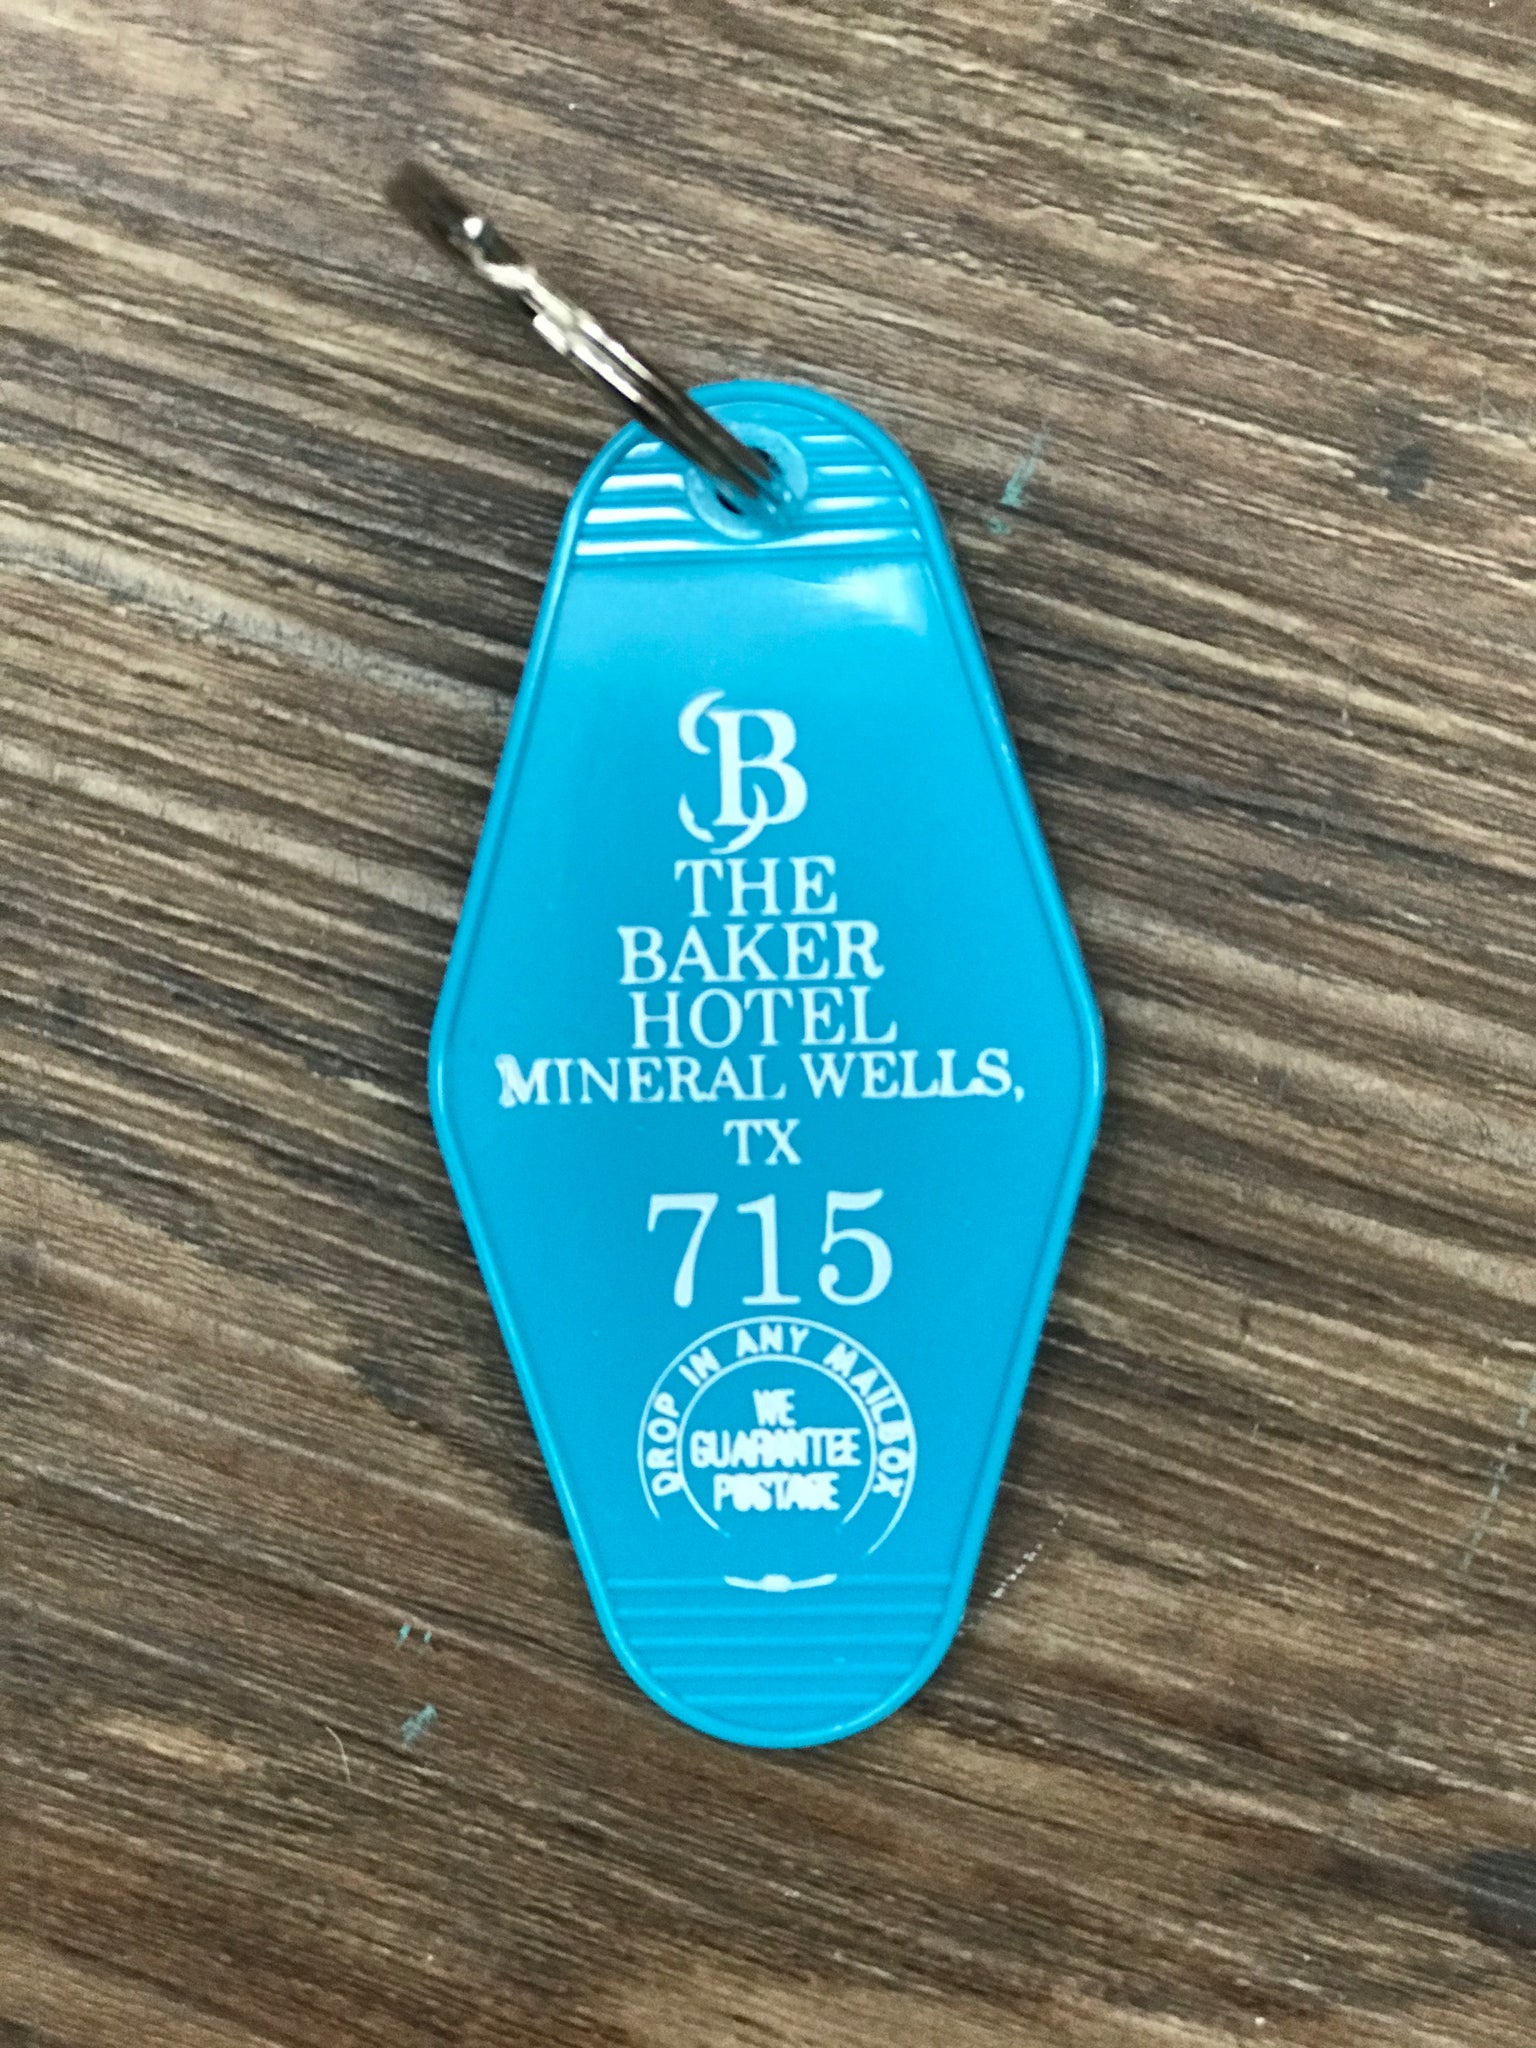 B
THE
BAKER
HOTEL
MINERAL WELLS,
TX
715
DROP IN ANY MAILBOX
WE
GUARANTEE
POSTAGE